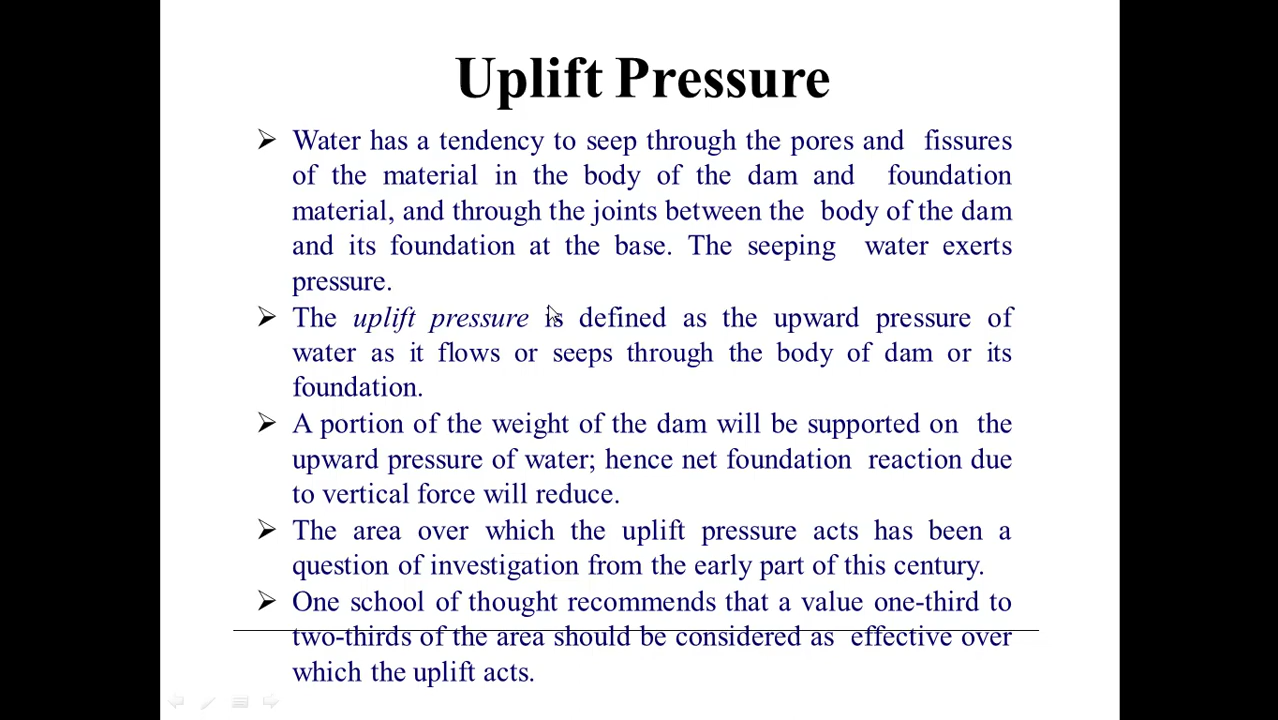 Uplift Pressure
➢ Water has a tendency to seep through the pores and fissures
of the material in the body of the dam and foundation
material, and through the joints between the body of the dam
and its foundation at the base. The seeping water exerts
pressure.
➢ The uplift pressure is defined as the upward pressure of
water as it flows or seeps through the body of dam or its
foundation.
➢ A portion of the weight of the dam will be supported on the
upward pressure of water; hence net foundation reaction due
to vertical force will reduce.
➢ The area over which the uplift pressure acts has been a
question of investigation from the early part of this century.
➢ One school of thought recommends that a value one-third to
two-thirds of the area should be considered as effective over
which the uplift acts.